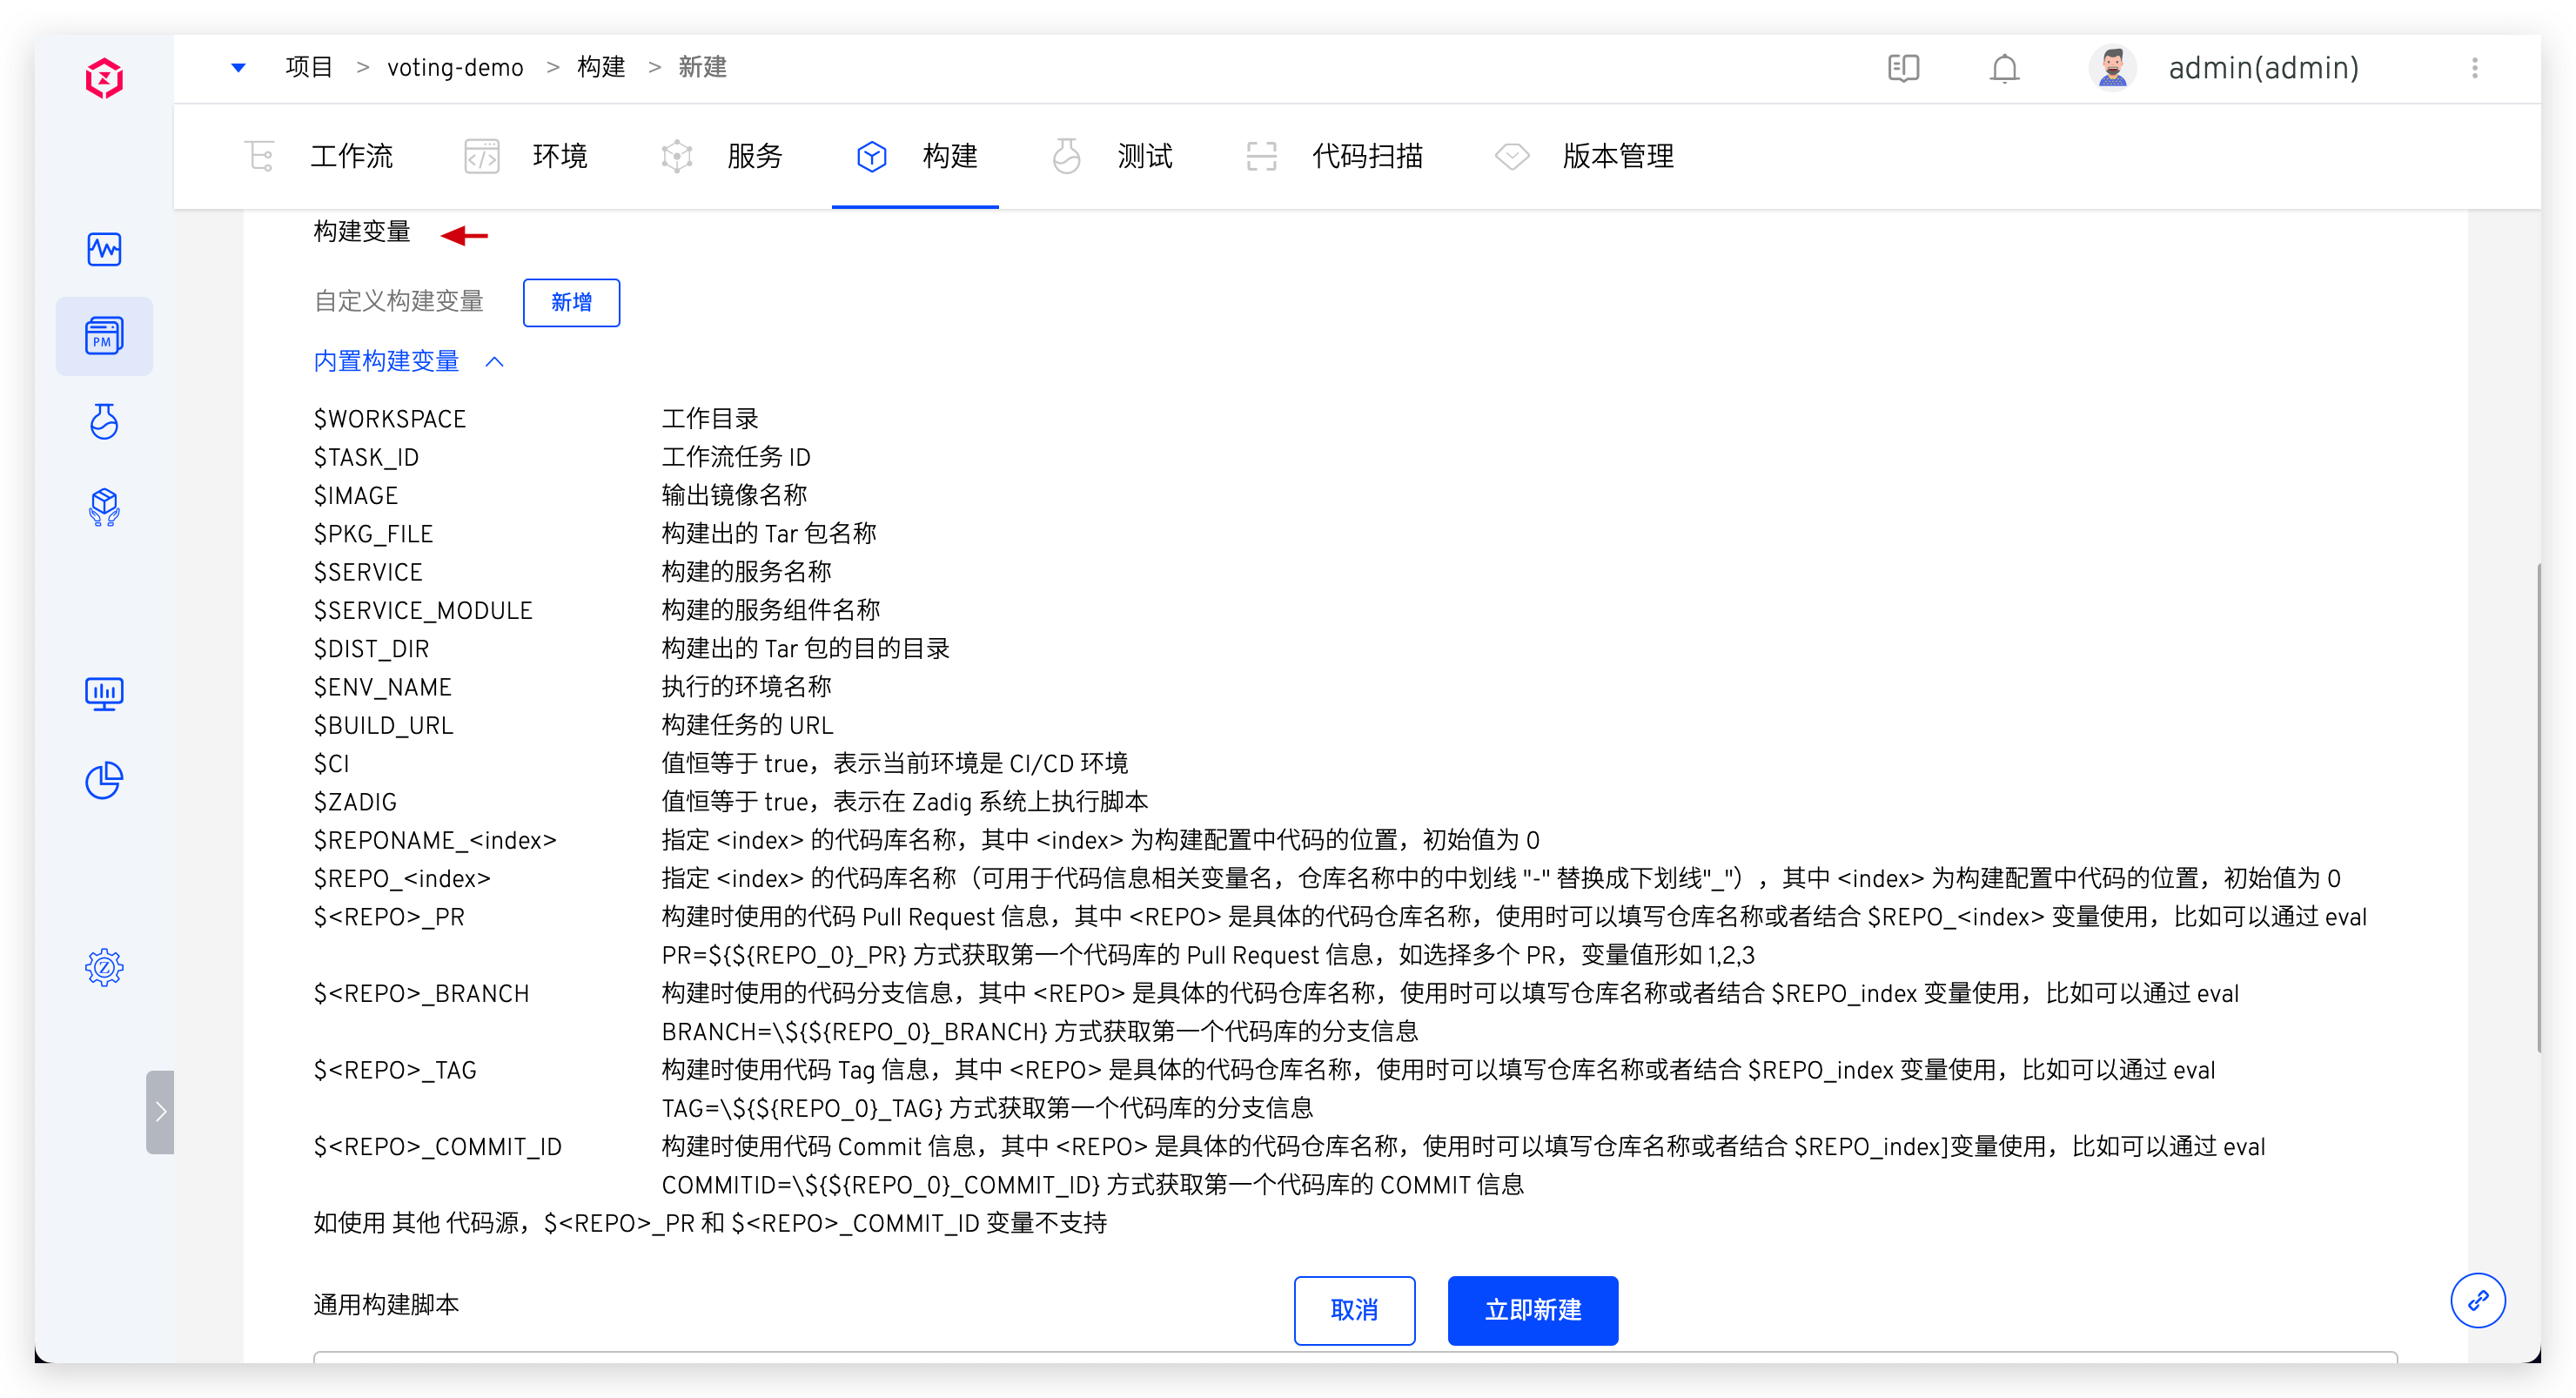 项目 > voting-demo > 构建 > 新建
admin(admin)
工作流 环境 服务 构建 测试 代码扫描 版本管理
构建变量
PM
自定义构建变量 新增
内置构建变量
$WORKSPACE 工作目录
$TASK_ID 工作流任务 ID
$IMAGE 输出镜像名称
$PKG_FILE 构建出的 Tar 包名称
$SERVICE 构建的服务名称
$SERVICE_MODULE 构建的服务组件名称
$DIST_DIR 构建出的 Tar 包的目的目录
$ENV_NAME 执行的环境名称
$BUILD_URL 构建任务的 URL
$CI 值恒等于 true，表示当前环境是 CI/CD 环境
$ZADIG 值恒等于 true，表示在 Zadig 系统上执行脚本
$REPONAME_<index> 指定 <index> 的代码库名称，其中 <index> 为构建配置中代码的位置，初始值为 0
$REPO_<index> 指定 <index> 的代码库名称（可用于代码信息相关变量名，仓库名称中的中划线 "-" 替换成下划线"_"），其中 <index> 为构建配置中代码的位置，初始值为 0
$<REPO>_PR 构建时使用的代码 Pull Request 信息，其中 <REPO> 是具体的代码仓库名称，使用时可以填写仓库名称或者结合 $REPO_<index> 变量使用，比如可以通过 eval
PR=${${REPO_0}_PR} 方式获取第一个代码库的 Pull Request 信息，如选择多个 PR，变量值形如 1,2,3
$<REPO>_BRANCH 构建时使用的代码分支信息，其中 <REPO> 是具体的代码仓库名称，使用时可以填写仓库名称或者结合 $REPO_index 变量使用，比如可以通过 eval
BRANCH=\${${REPO_0}_BRANCH} 方式获取第一个代码库的分支信息
$<REPO>_TAG 构建时使用代码 Tag 信息，其中 <REPO> 是具体的代码仓库名称，使用时可以填写仓库名称或者结合 $REPO_index 变量使用，比如可以通过 eval
TAG=\${${REPO_0}_TAG} 方式获取第一个代码库的分支信息
$<REPO>_COMMIT_ID 构建时使用代码 Commit 信息，其中 <REPO> 是具体的代码仓库名称，使用时可以填写仓库名称或者结合 $REPO_index]变量使用，比如可以通过 eval
COMMITID=\${${REPO_0}_COMMIT_ID} 方式获取第一个代码库的 COMMIT 信息
如使用 其他 代码源，$<REPO>_PR 和 $<REPO>_COMMIT_ID 变量不支持
通用构建脚本
取消 立即新建